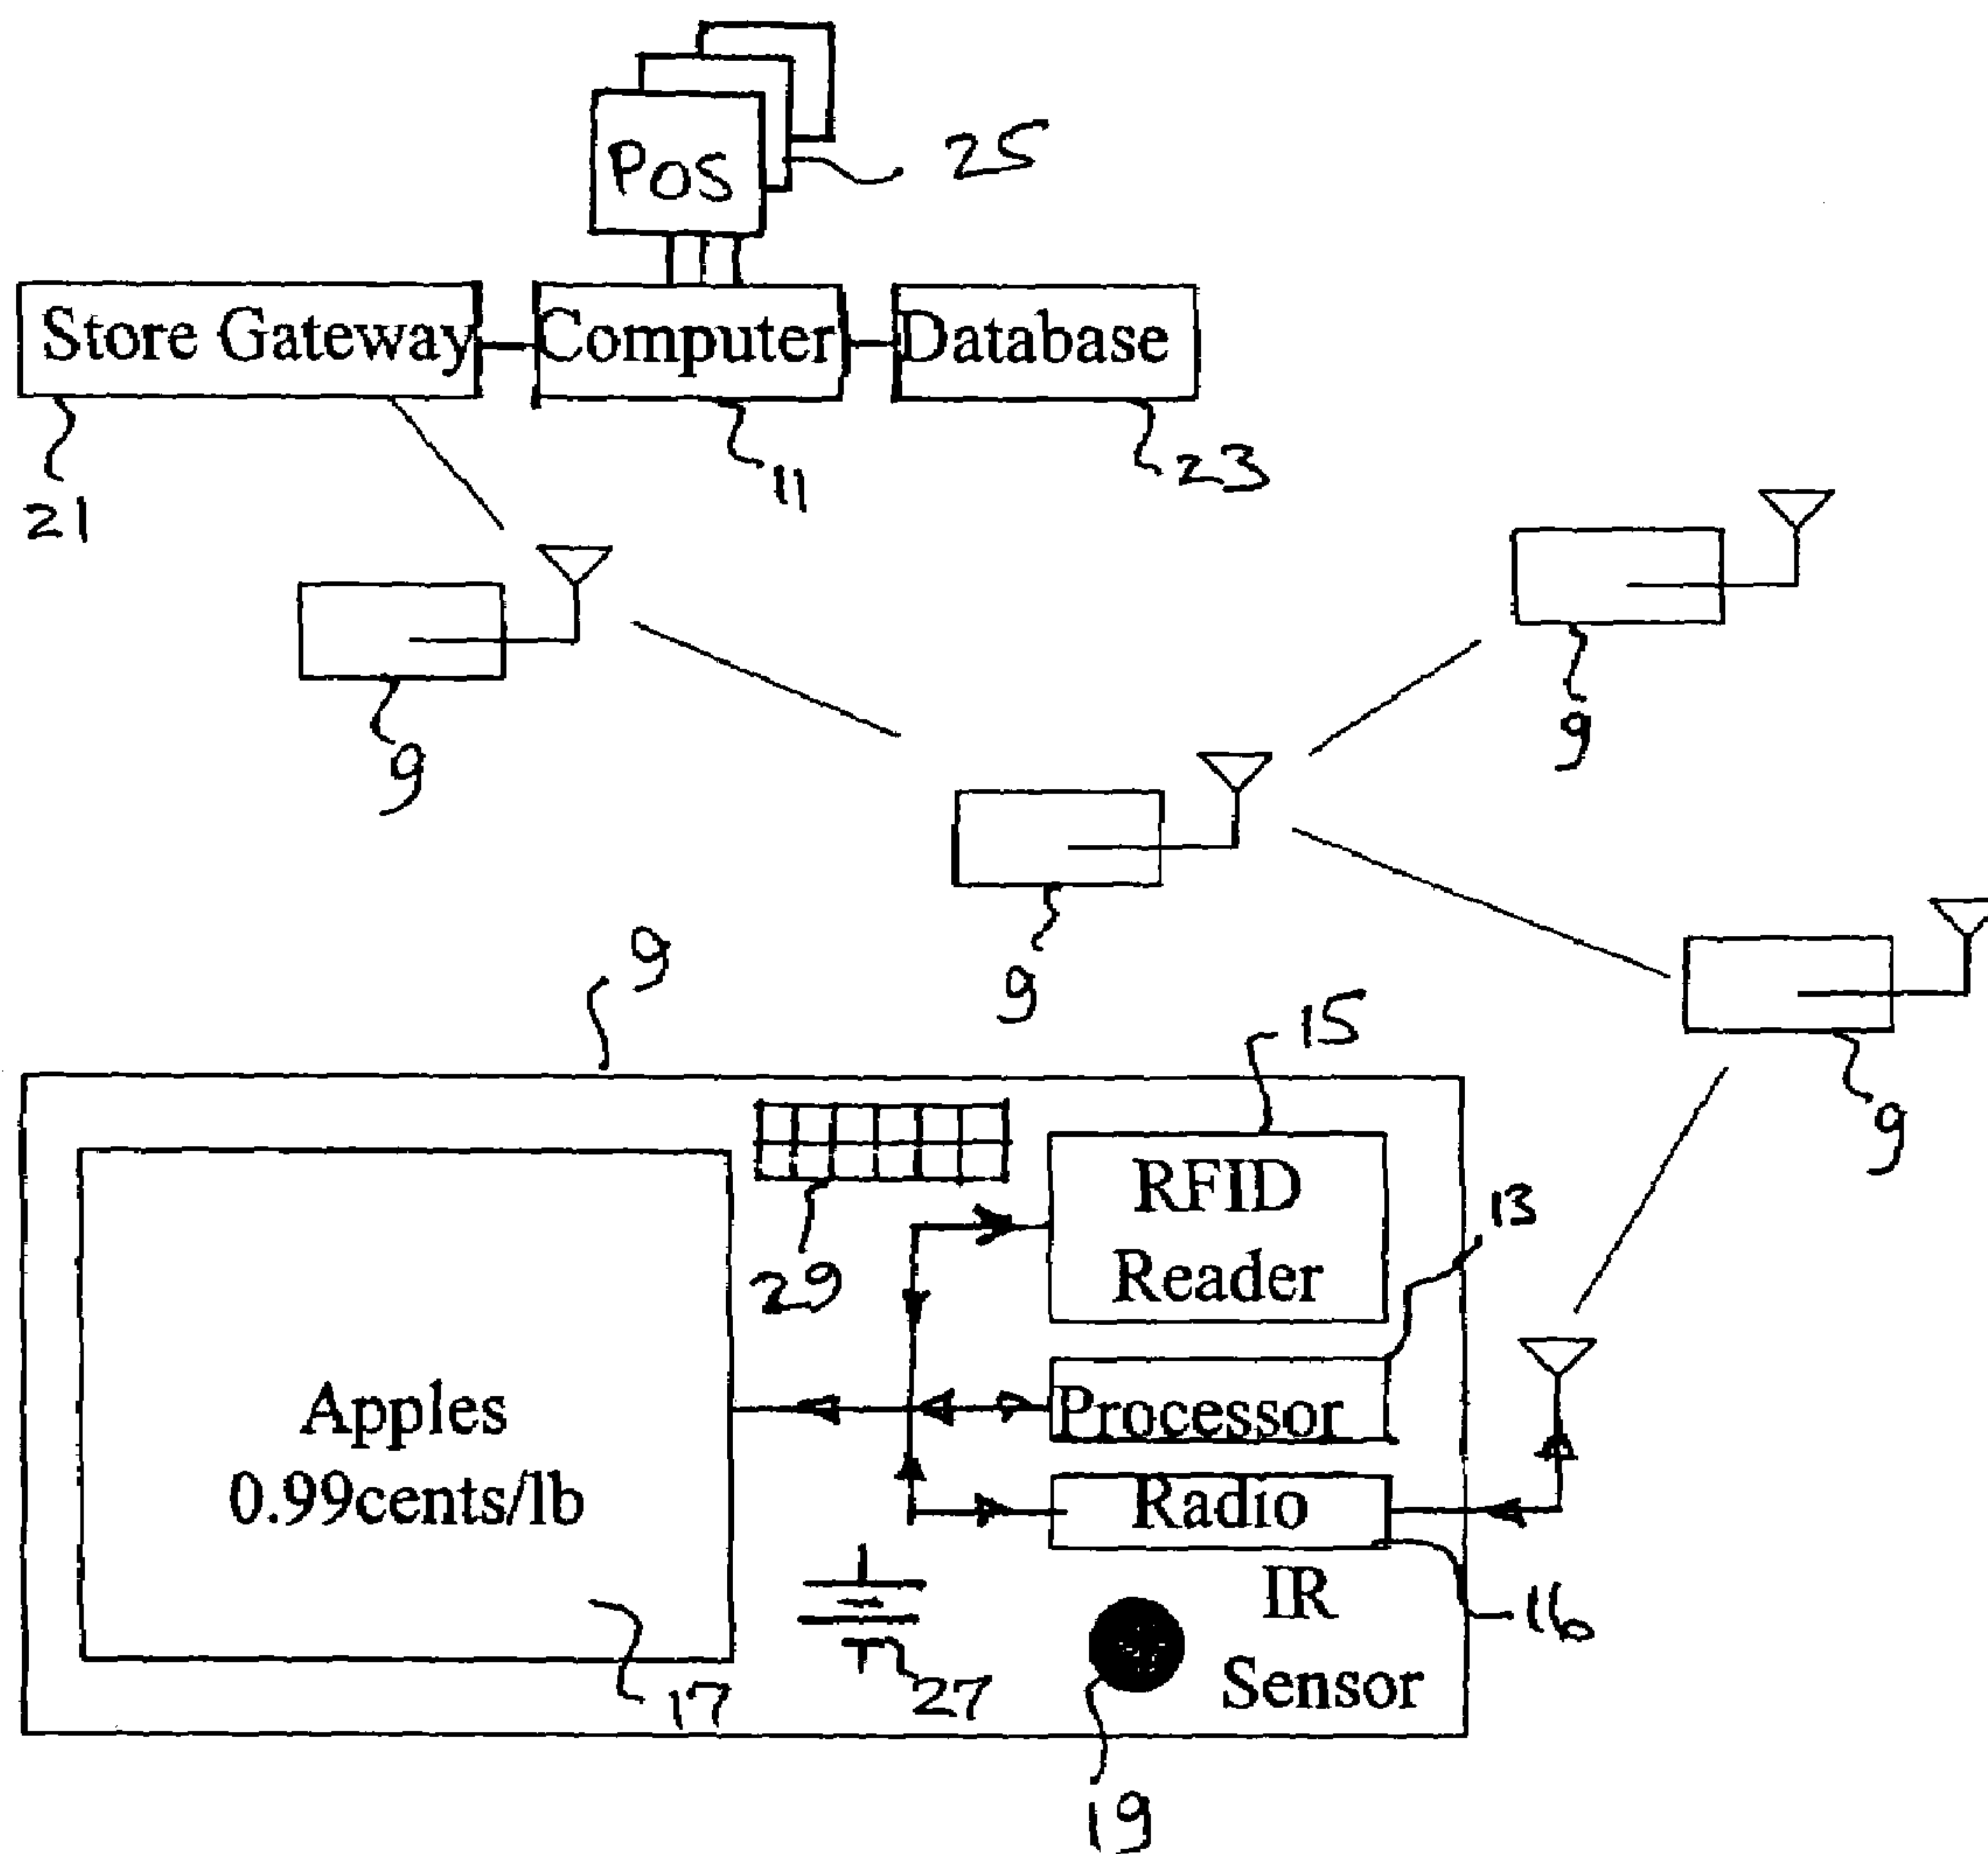 POS
25
Store Gateway
Computer
Database
21
11
23
9
9
9
9
9
15
13
29
RFID
Reader
Processor
Radio
Apples
0.99cents/lb
IR
Sensor
16
17
27
19